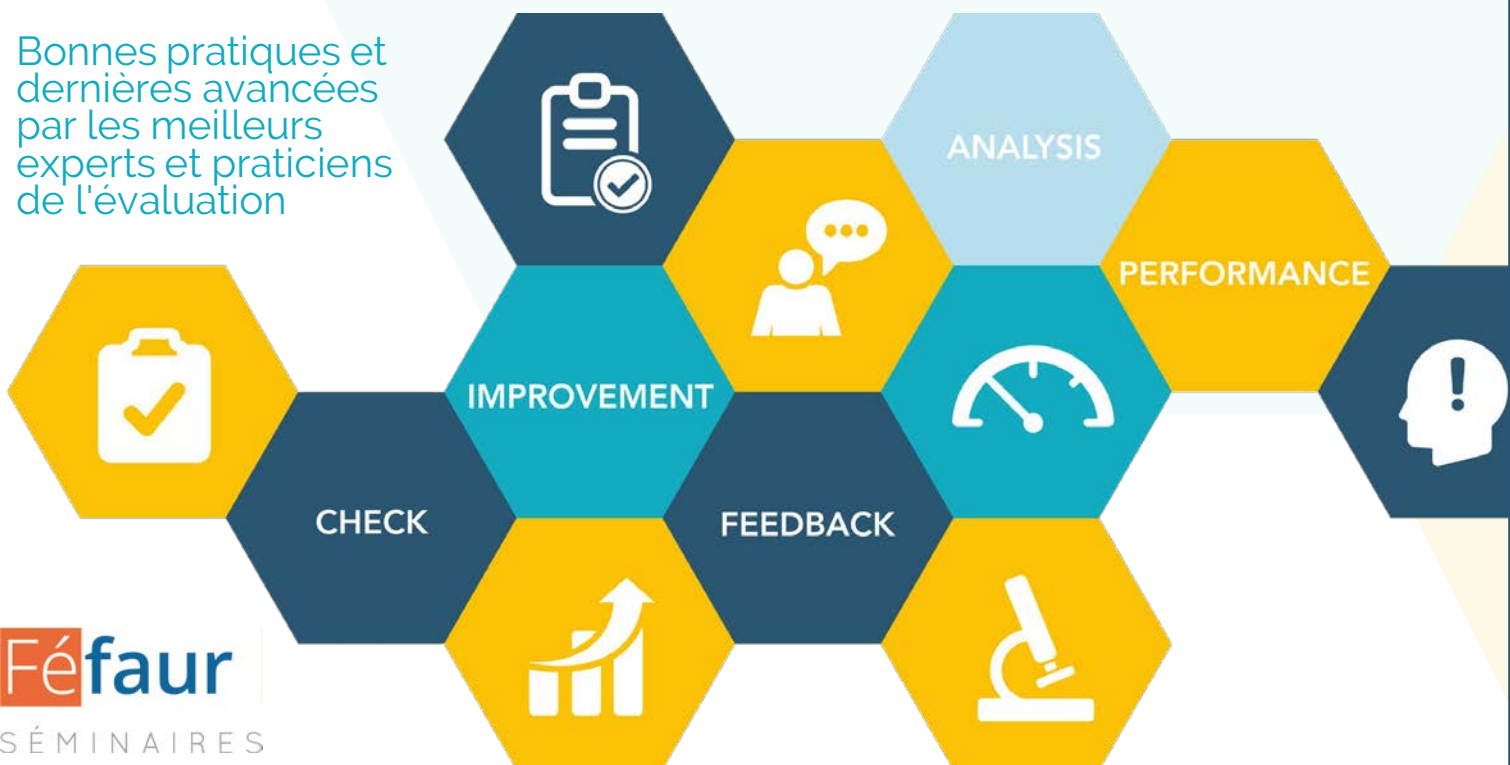 Bonnes pratiques et
dernières avancées
par les meilleurs
experts et praticiens
de l'évaluation
ANALYSIS
PERFORMANCE
IMPROVEMENT
CHECK
FEEDBACK
Féfaur
SÉMINAIRES